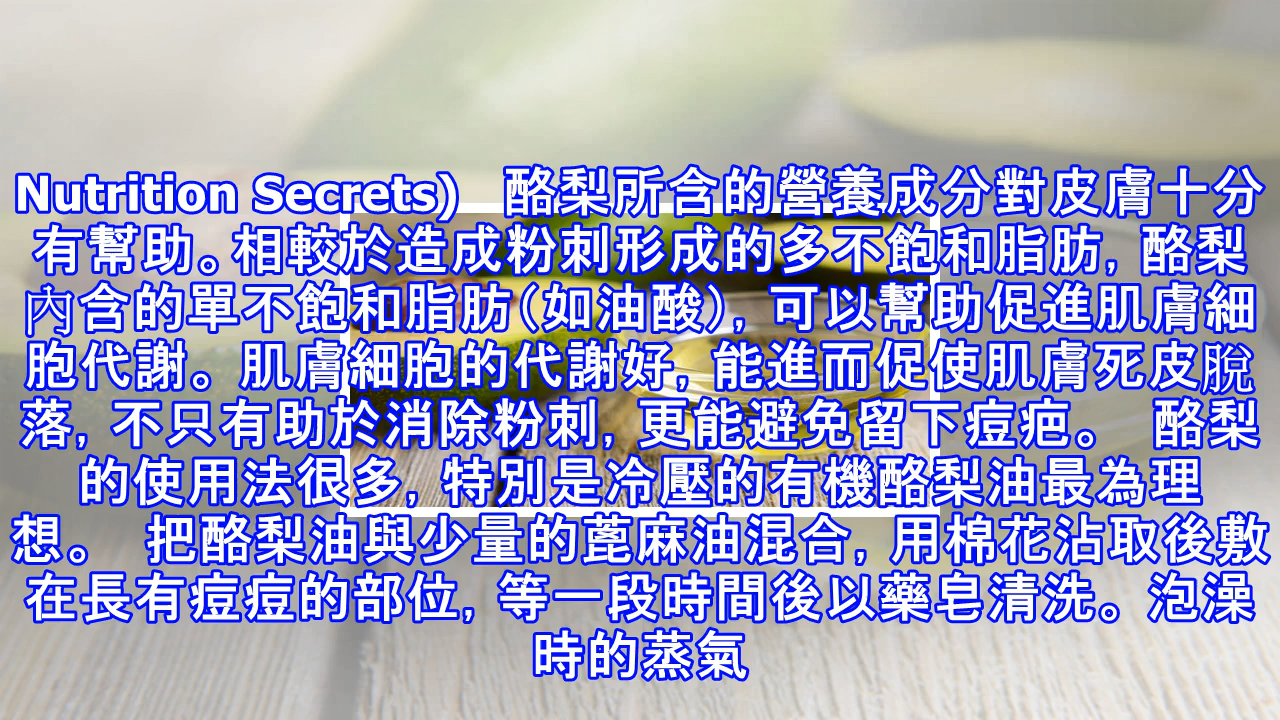 Nutrition Secrets) 酪梨所含的營養成分對皮膚十分
有幫助。相較於造成粉刺形成的多不飽和脂肪, 酪梨
內含的單不飽和脂肪(如油酸), 可以幫助促進肌膚細
胞代謝。肌膚細胞的代謝好, 能進而促使肌膚死皮脫
落, 不只有助於消除粉刺, 更能避免留下痘疤。 酪梨
的使用法很多, 特別是冷壓的有機酪梨油最為理
想。 把酪梨油與少量的蓖麻油混合, 用棉花沾取後敷
在長有痘痘的部位, 等一段時間後以藥皂清洗。泡澡
時的蒸氣